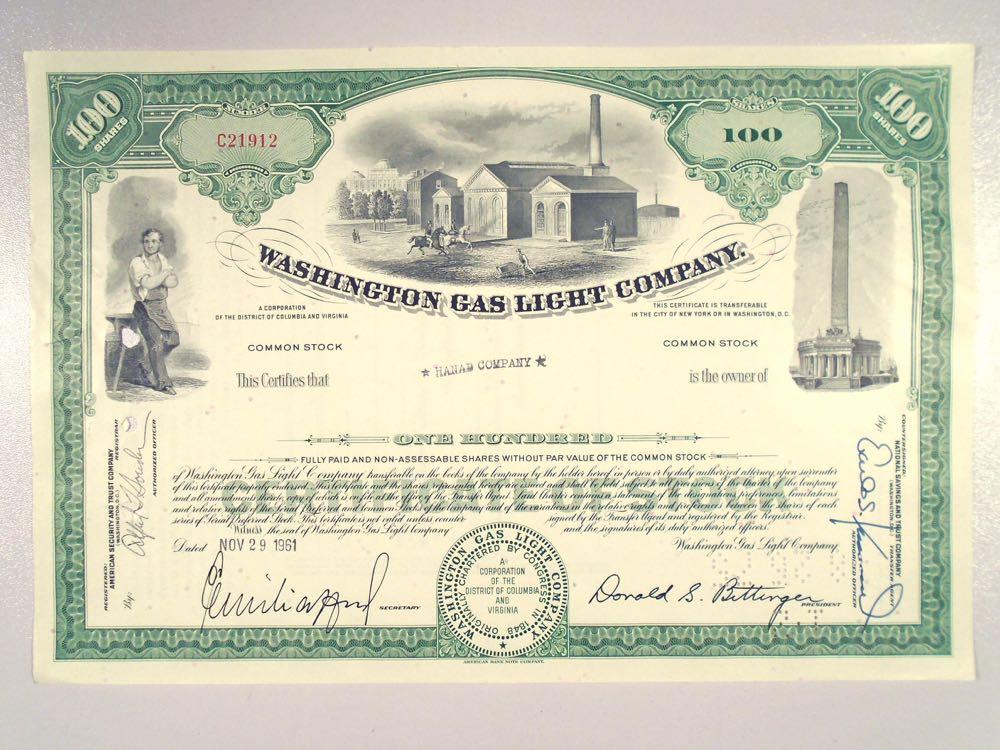 100 SHARES
NUMBER
C21912
SHARES
100
100 SHARES
WASHINGTON GAS LIGHT COMPANY.
A CORPORATION
OF THE DISTRICT OF COLUMBIA AND VIRGINIA
THIS CERTIFICATE IS TRANSFERABLE
IN THE CITY OF NEW YORK OR IN WASHINGTON, D.C.
COMMON STOCK
COMMON STOCK
This Certifies that
★ HANAD COMPANY ★
is the owner of
ONE HUNDRED
FULLY PAID AND NON-ASSESSABLE SHARES WITHOUT PAR VALUE OF THE COMMON STOCK
of Washington Gas Light Company transferable on the books of the Company by the holder hereof in person or by duly authorized attorney, upon surrender
of this certificate properly endorsed. This certificate and the shares represented hereby are issued and shall be held subject to all provisions of the Charter of the Company
and all amendments thereto, copy of which is on file at the office of the Transfer Agent. Said Charter contains a statement of the designations, preferences, limitations
and relative rights of the Serial Preferred and Common Stocks of the Company and of the variations in the relative rights and preferences between the shares of each
series of Serial Preferred Stock. This certificate is not valid unless countersigned by the Transfer Agent and registered by the Registrar.
Witness the seal of Washington Gas Light Company and the signatures of its duly authorized officers.
Dated NOV 29 1961
Washington Gas Light Company,
SECRETARY
Donald S. Bittinger
PRESIDENT
WASHINGTON GAS LIGHT COMPANY
ORIGINALLY CHARTERED BY CONGRESS IN 1848
A
CORPORATION
OF THE
DISTRICT OF COLUMBIA
AND
VIRGINIA
AMERICAN BANK NOTE COMPANY.
REGISTERED:
AMERICAN SECURITY AND TRUST COMPANY
(WASHINGTON, D.C.) REGISTRAR
By:
AUTHORIZED OFFICER
COUNTERSIGNED:
NATIONAL SAVINGS AND TRUST COMPANY
(WASHINGTON, D.C.) TRANSFER AGENT
By:
AUTHORIZED OFFICER